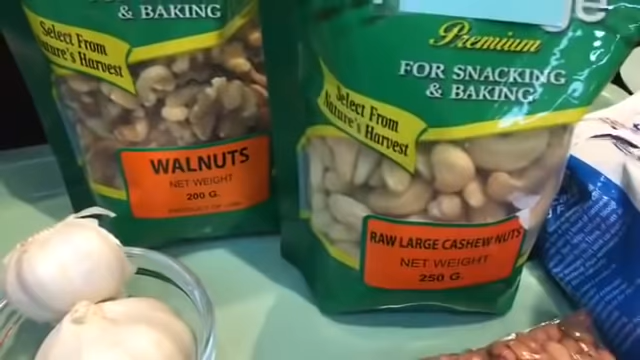 & BAKING
Select From
Nature's Harvest
WALNUTS
NET WEIGHT
200 G.
Premium
FOR SNACKING
& BAKING
Select From
Nature's Harvest
RAW LARGE CASHEW NUTS
NET WEIGHT
250 G.